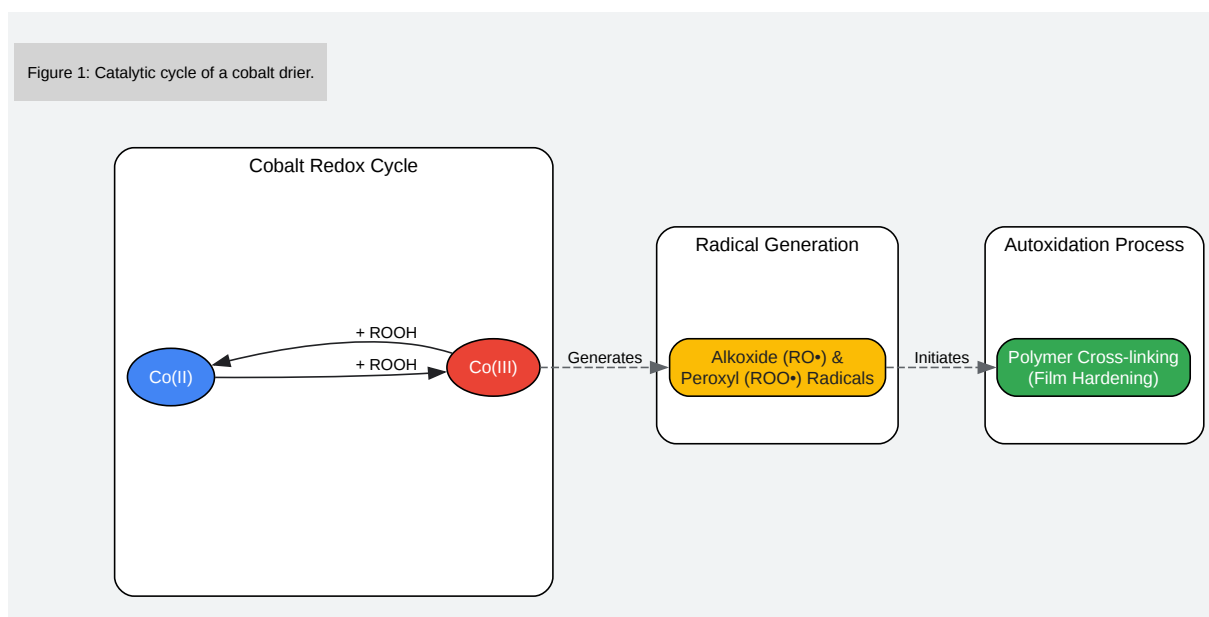 Figure 1: Catalytic cycle of a cobalt drier.
Cobalt Redox Cycle
+ ROOH
+ ROOH
Co(II)
Co(III)
Generates
Radical Generation
Alkoxide (RO•) &
Peroxyl (ROO•) Radicals
Initiates
Autoxidation Process
Polymer Cross-linking
(Film Hardening)